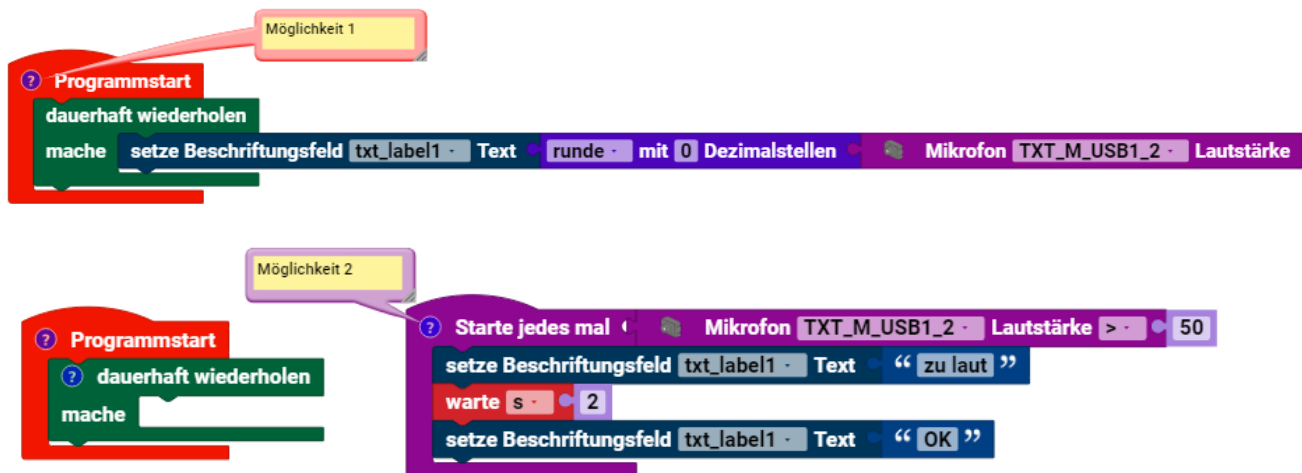 Möglichkeit 1
? Programmstart
dauerhaft wiederholen
mache setze Beschriftungsfeld txt_label1 Text runde mit 0 Dezimalstellen Mikrofon TXT_M_USB1_2 Lautstärke
Möglichkeit 2
? Programmstart
? dauerhaft wiederholen
mache
? Starte jedes mal Mikrofon TXT_M_USB1_2 Lautstärke > 50
setze Beschriftungsfeld txt_label1 Text “ zu laut ”
warte s 2
setze Beschriftungsfeld txt_label1 Text “ OK ”